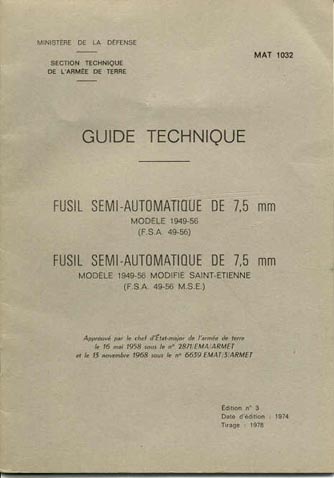 MINISTÈRE DE LA DÉFENSE
MAT 1032
SECTION TECHNIQUE
DE L'ARMÉE DE TERRE
GUIDE TECHNIQUE
FUSIL SEMI-AUTOMATIQUE DE 7,5 mm
MODÈLE 1949-56
(F.S.A. 49-56)
FUSIL SEMI-AUTOMATIQUE DE 7,5 mm
MODÈLE 1949-56 MODIFIÉ SAINT-ÉTIENNE
(F.S.A. 49-56 M.S.E.)
Approuvé par le chef d'État-major de l'armée de terre
le 16 mai 1958 sous le n° 2871/EMA/ARMET
et le 13 novembre 1968 sous le n° 6639 EMAT/3/ARMET
Édition n° 3
Date d'édition : 1974
Tirage : 1978